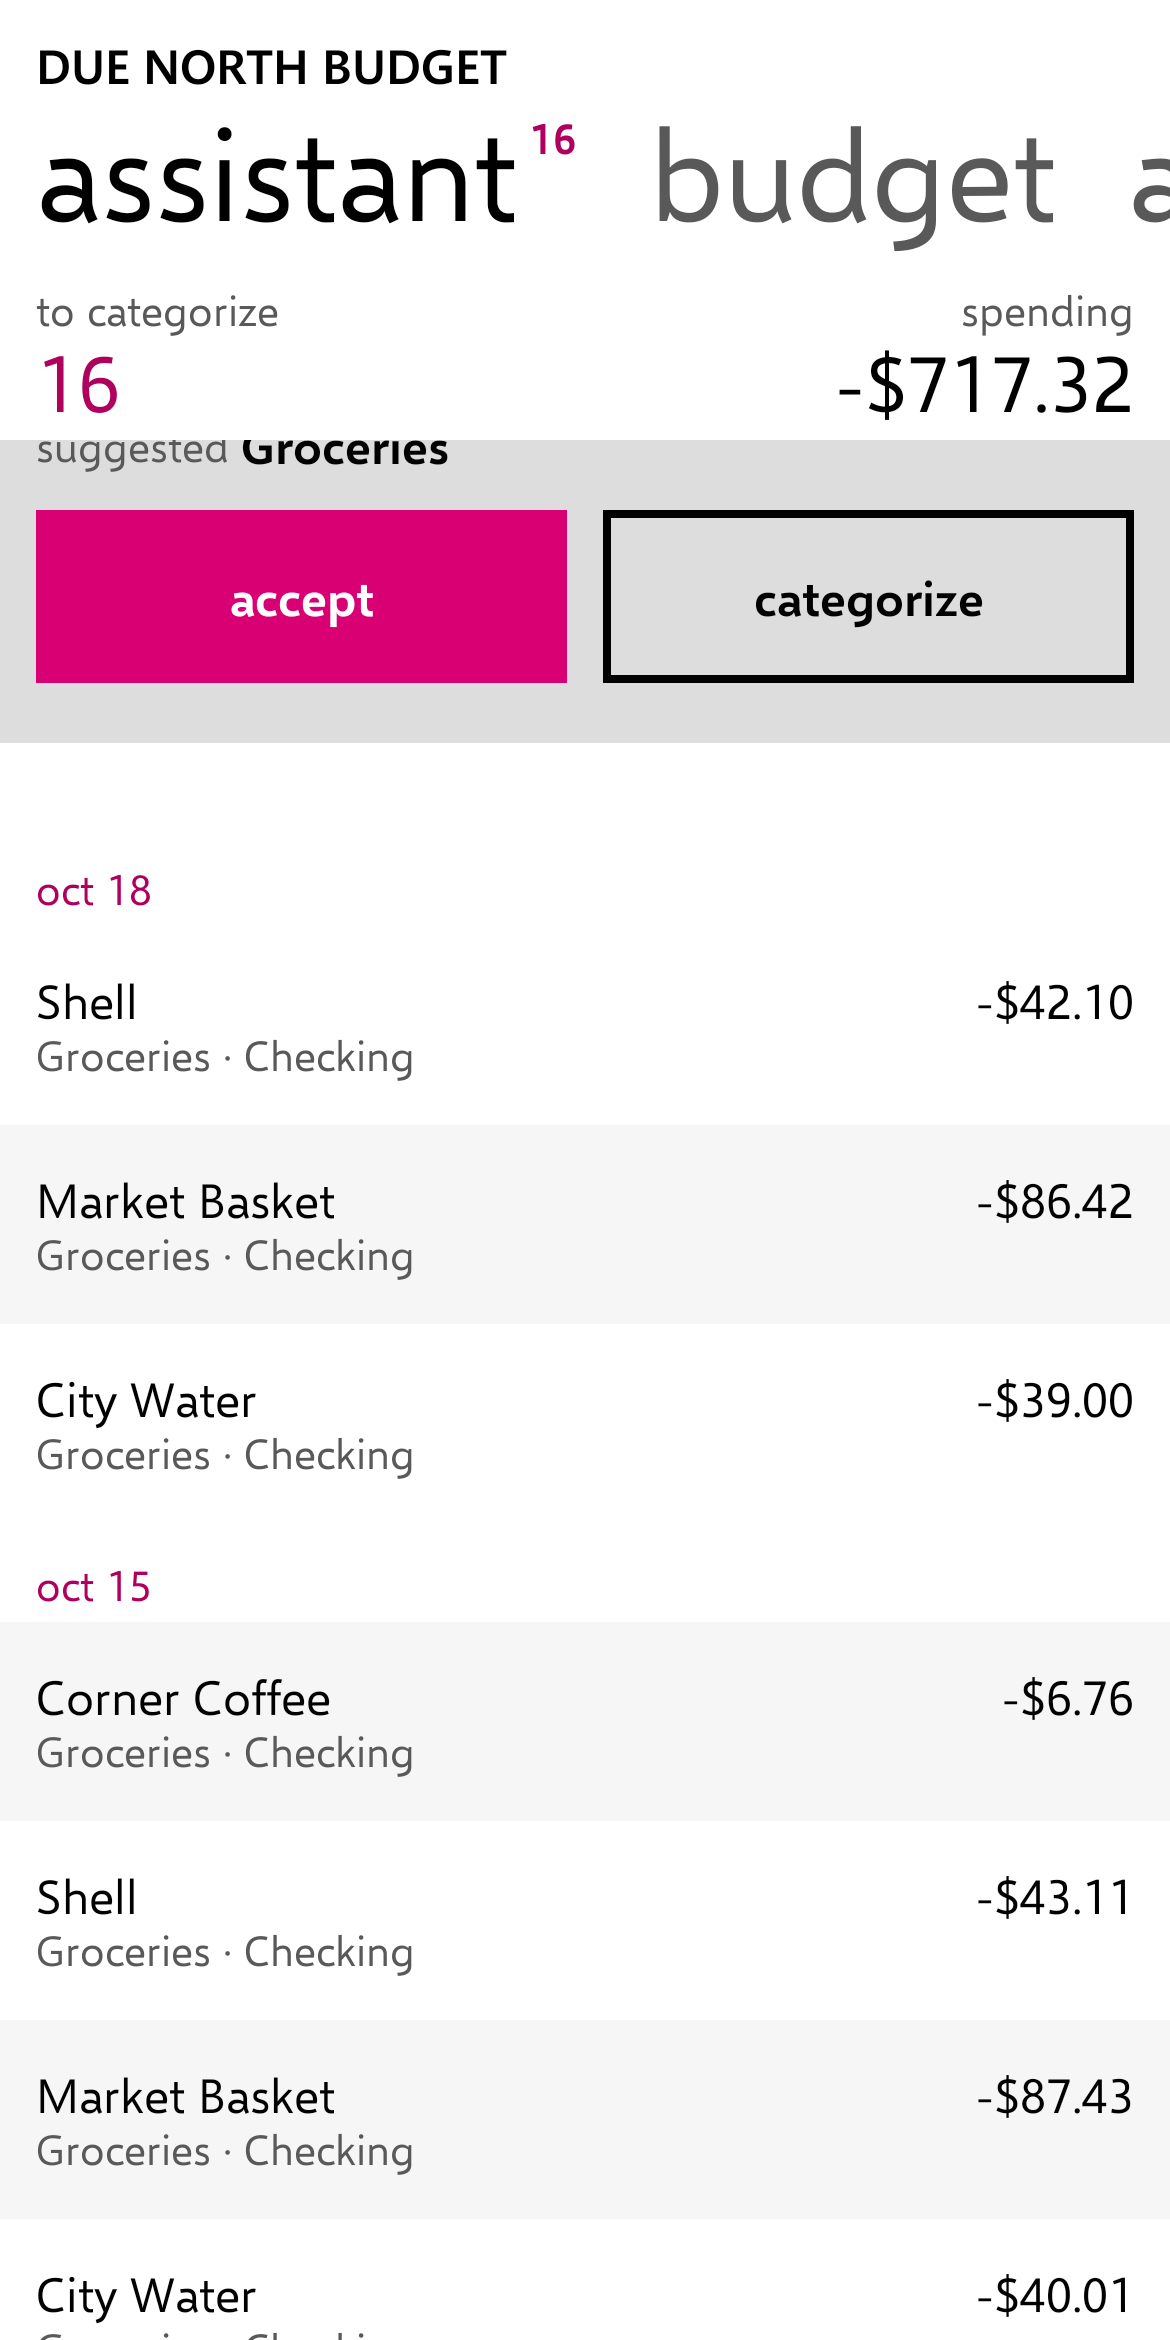 DUE NORTH BUDGET
assistant 16 budget a
to categorize spending
16 -$717.32
suggested Groceries
accept categorize
oct 18
Shell -$42.10
Groceries · Checking
Market Basket -$86.42
Groceries · Checking
City Water -$39.00
Groceries · Checking
oct 15
Corner Coffee -$6.76
Groceries · Checking
Shell -$43.11
Groceries · Checking
Market Basket -$87.43
Groceries · Checking
City Water -$40.01